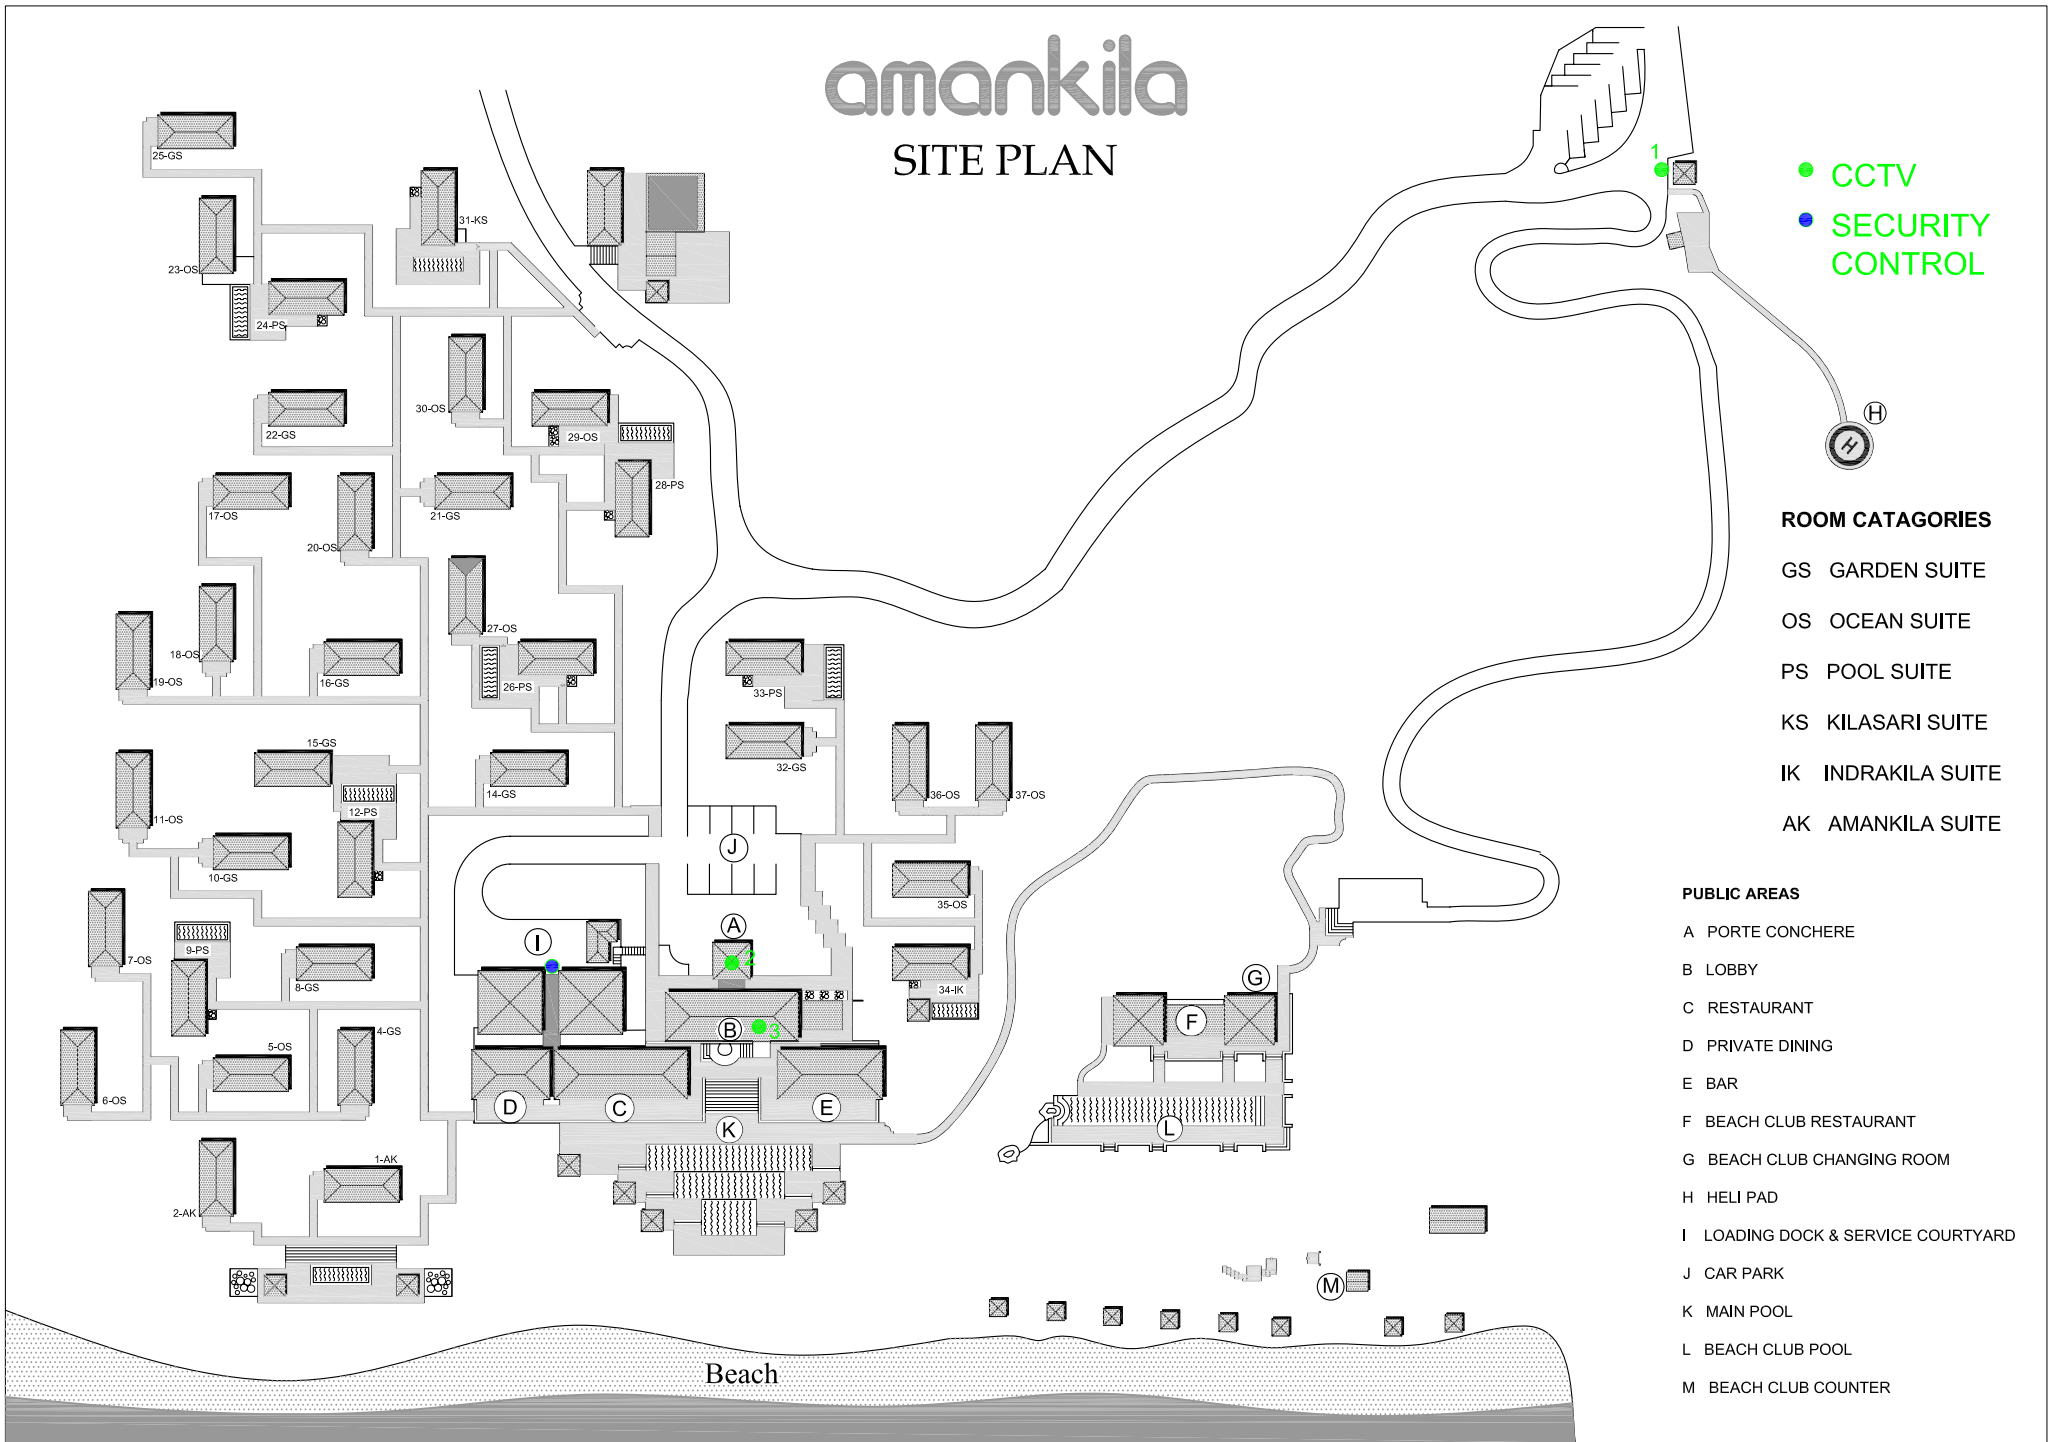 amankila
SITE PLAN
25-GS
23-OS
24-PS
31-KS
1
CCTV
SECURITY
CONTROL
22-GS
30-OS
29-OS
28-PS
H
H
17-OS
20-OS
21-GS
27-OS
26-PS
18-OS
19-OS
16-GS
33-PS
32-GS
36-OS
37-OS
15-GS
14-GS
12-PS
11-OS
10-GS
J
35-OS
A
2
I
34-IK
7-OS
9-PS
8-GS
4-GS
5-OS
6-OS
B
3
D
C
E
K
G
F
L
1-AK
2-AK
M
Beach
ROOM CATAGORIES
GS GARDEN SUITE
OS OCEAN SUITE
PS POOL SUITE
KS KILASARI SUITE
IK INDRAKILA SUITE
AK AMANKILA SUITE
PUBLIC AREAS
A PORTE CONCHERE
B LOBBY
C RESTAURANT
D PRIVATE DINING
E BAR
F BEACH CLUB RESTAURANT
G BEACH CLUB CHANGING ROOM
H HELI PAD
I LOADING DOCK & SERVICE COURTYARD
J CAR PARK
K MAIN POOL
L BEACH CLUB POOL
M BEACH CLUB COUNTER